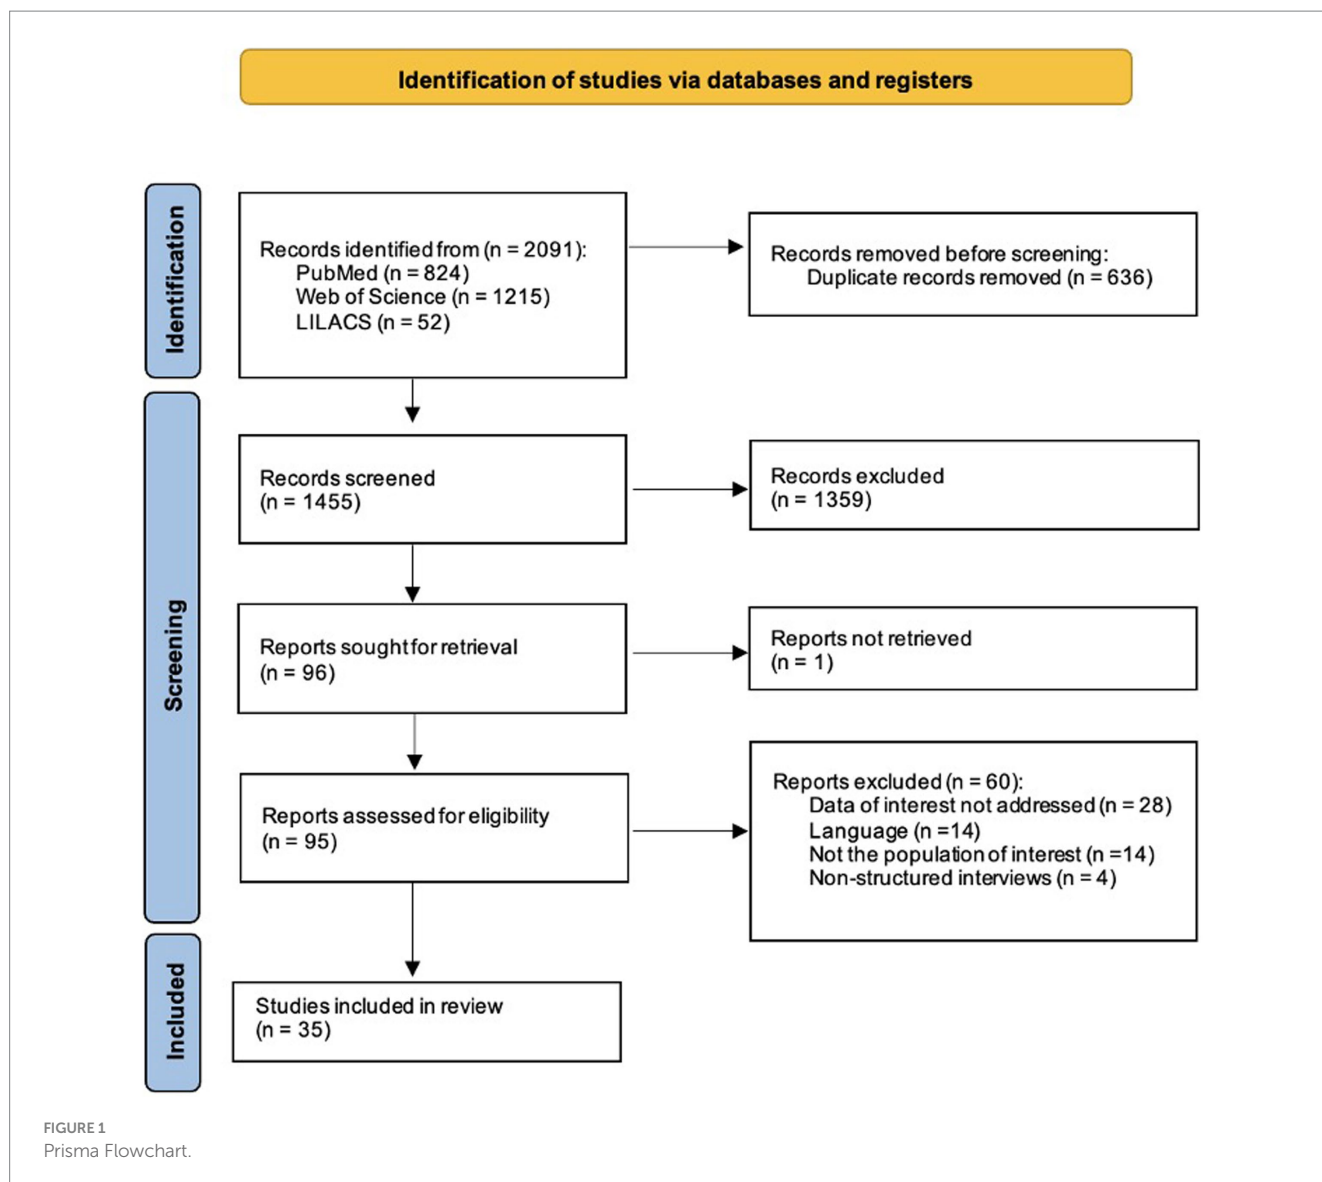 Identification of studies via databases and registers
Identification
Records identified from (n = 2091):
PubMed (n = 824)
Web of Science (n = 1215)
LILACS (n = 52)
Records removed before screening:
Duplicate records removed (n = 636)
Screening
Records screened
(n = 1455)
Records excluded
(n = 1359)
Reports sought for retrieval
(n = 96)
Reports not retrieved
(n = 1)
Reports assessed for eligibility
(n = 95)
Reports excluded (n = 60):
Data of interest not addressed (n = 28)
Language (n =14)
Not the population of interest (n =14)
Non-structured interviews (n = 4)
Included
Studies included in review
(n = 35)
FIGURE 1
Prisma Flowchart.